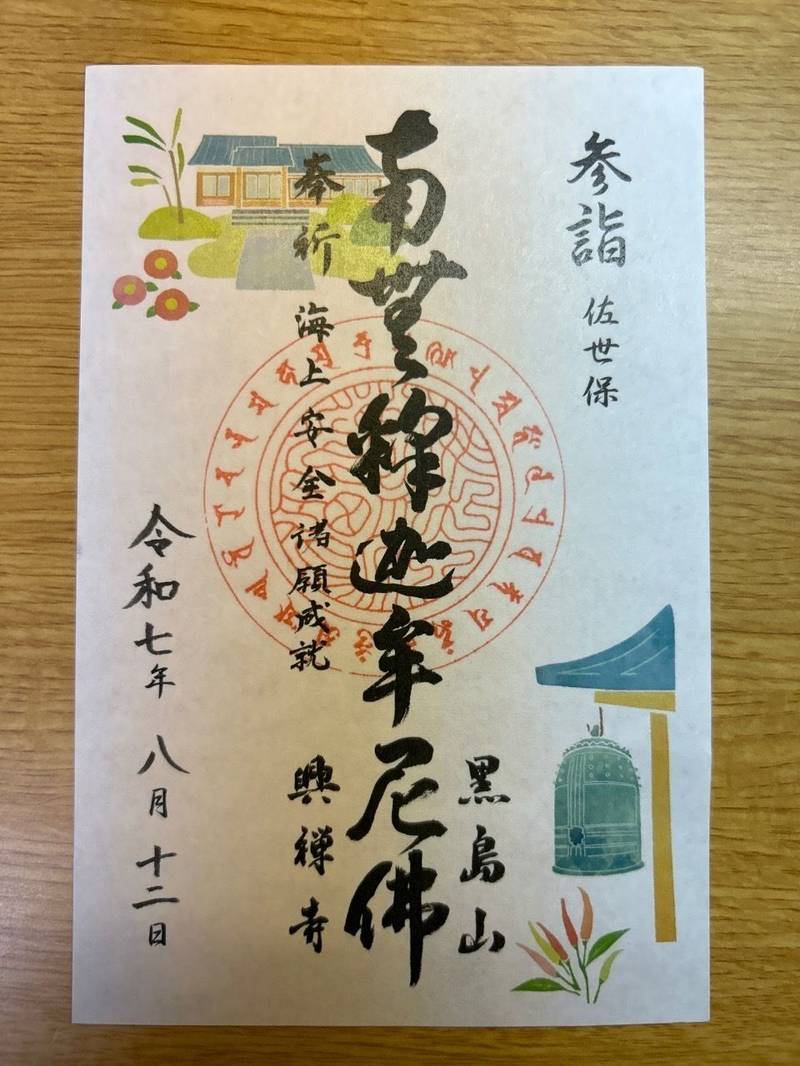 参詣 佐世保
黒島山
南無釋迦牟尼佛
奉祈 海上安全諸願成就
興禅寺
令和七年 八月 十二日